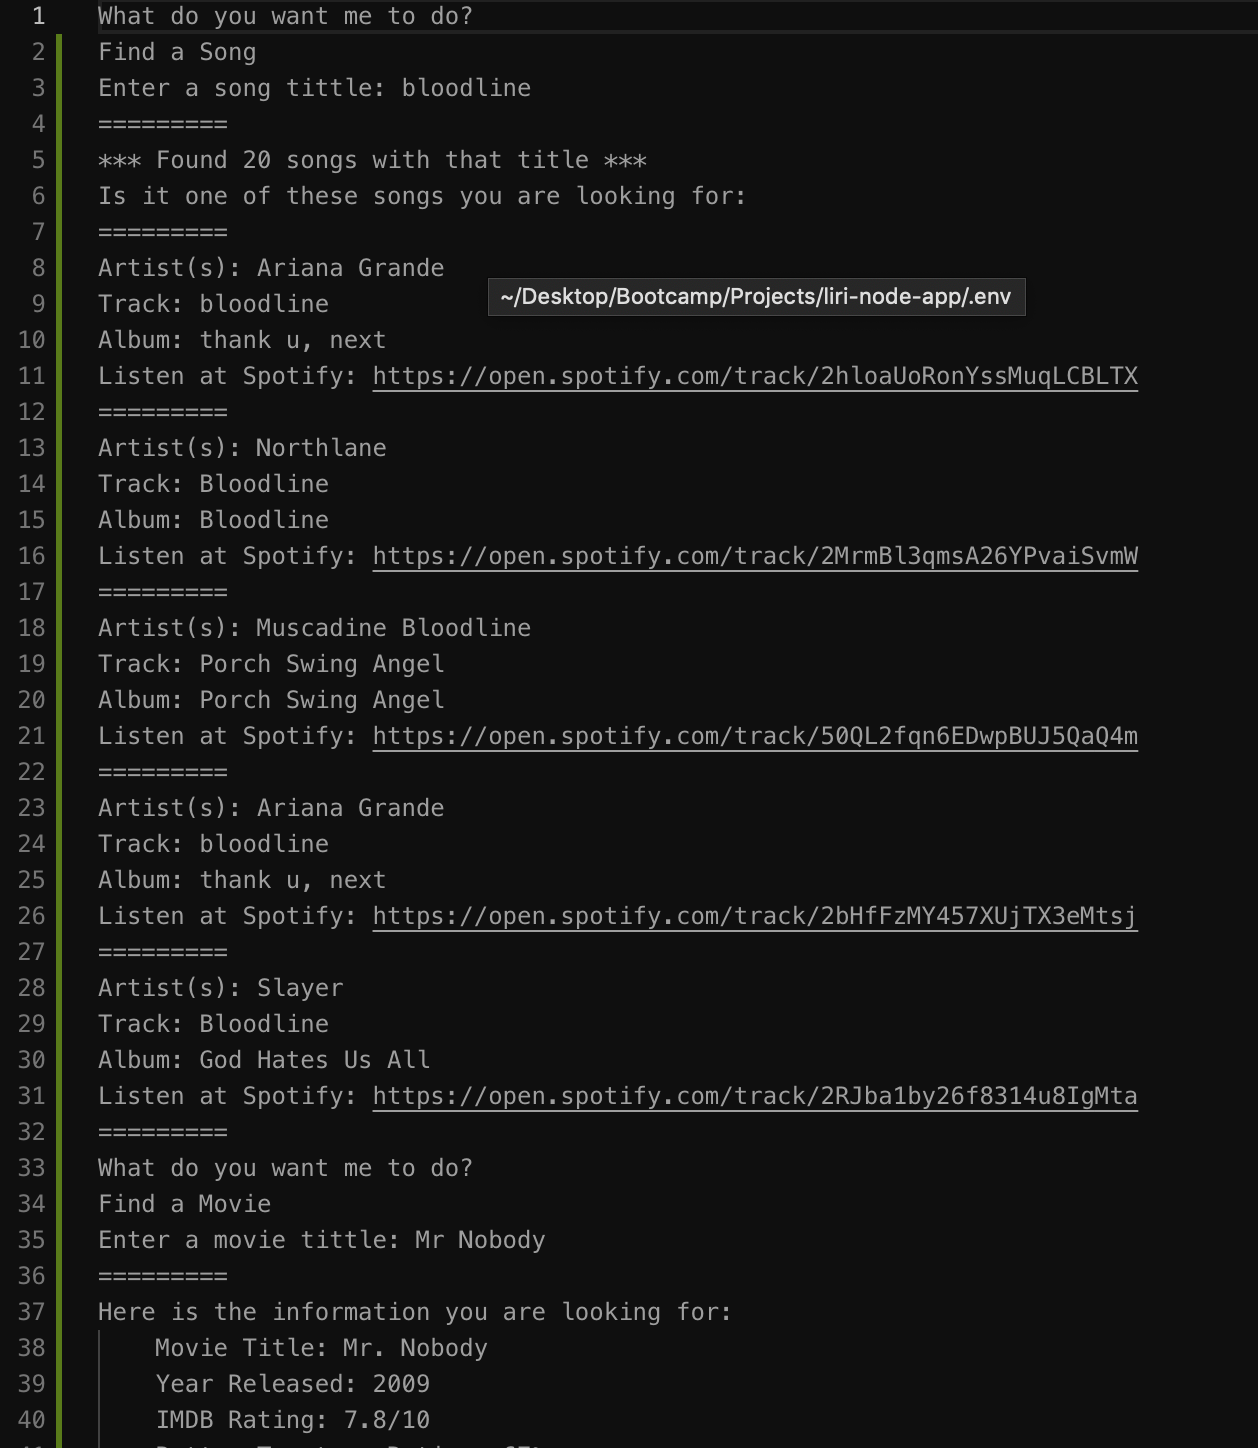 1 What do you want me to do?
2 Find a Song
3 Enter a song tittle: bloodline
4 =========
5 *** Found 20 songs with that title ***
6 Is it one of these songs you are looking for:
7 =========
8 Artist(s): Ariana Grande
~/Desktop/Bootcamp/Projects/liri-node-app/.env
9 Track: bloodline
10 Album: thank u, next
11 Listen at Spotify: https://open.spotify.com/track/2hloaUoRonYssMuqLCBLTX
12 =========
13 Artist(s): Northlane
14 Track: Bloodline
15 Album: Bloodline
16 Listen at Spotify: https://open.spotify.com/track/2MrmBl3qmsA26YPvaiSvmW
17 =========
18 Artist(s): Muscadine Bloodline
19 Track: Porch Swing Angel
20 Album: Porch Swing Angel
21 Listen at Spotify: https://open.spotify.com/track/50QL2fqn6EDwpBUJ5QaQ4m
22 =========
23 Artist(s): Ariana Grande
24 Track: bloodline
25 Album: thank u, next
26 Listen at Spotify: https://open.spotify.com/track/2bHfFzMY457XUjTX3eMtsj
27 =========
28 Artist(s): Slayer
29 Track: Bloodline
30 Album: God Hates Us All
31 Listen at Spotify: https://open.spotify.com/track/2RJba1by26f8314u8IgMta
32 =========
33 What do you want me to do?
34 Find a Movie
35 Enter a movie tittle: Mr Nobody
36 =========
37 Here is the information you are looking for:
38 Movie Title: Mr. Nobody
39 Year Released: 2009
40 IMDB Rating: 7.8/10